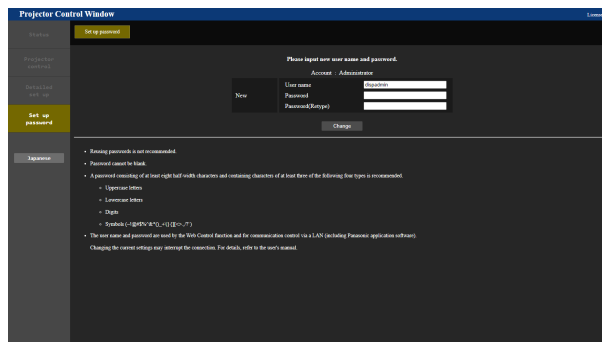 Projector Control Window
License
Status
Set up password
Projector
control
Detailed
set up
Set up
password
Japanese
Please input new user name and password.
Account : Administrator
New
User name
dispadmin
Password
Password(Retype)
Change
• Reusing passwords is not recommended.
• Password cannot be blank.
• A password consisting of at least eight half-width characters and containing characters of at least three of the following four types is recommended.
Uppercase letters
Lowercase letters
Digits
Symbols
• The user name and password are used by the Web Control function and for communication control via a LAN (including Panasonic application software).
Changing the current settings may interrupt the connection. For details, refer to the user's manual.